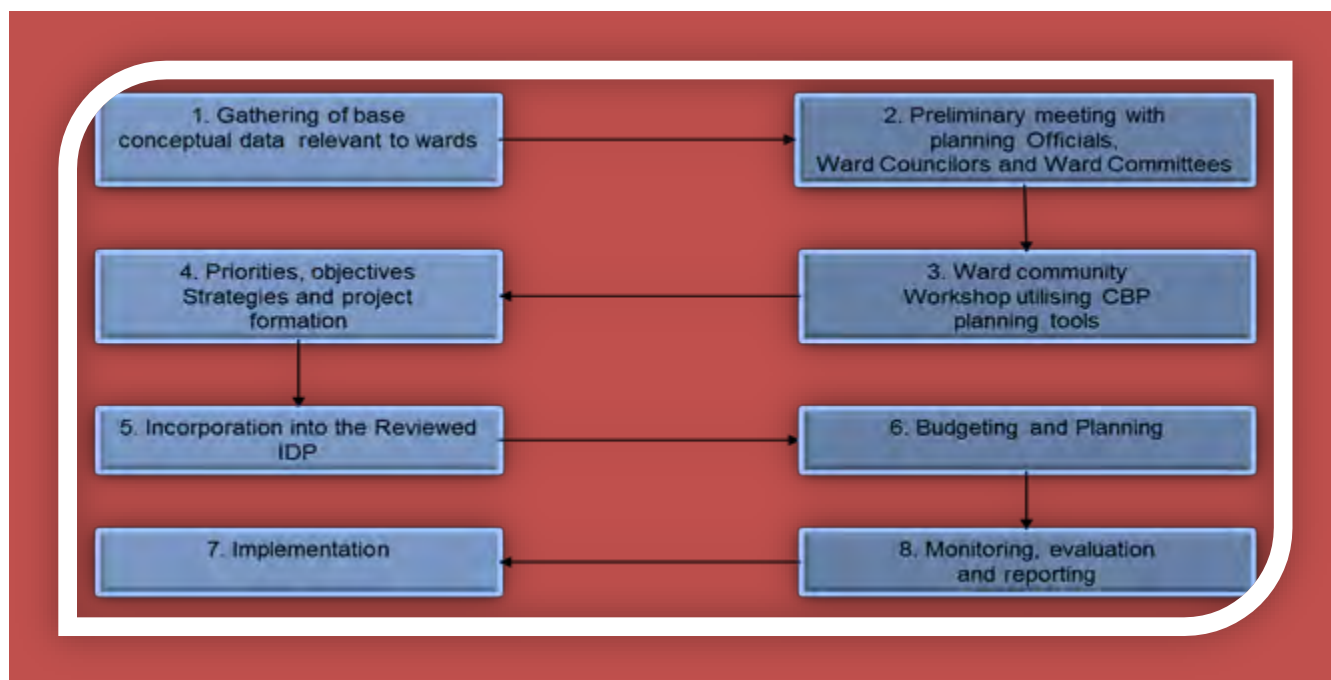 1. Gathering of base
conceptual data relevant to wards
2. Preliminary meeting with
planning Officials,
Ward Councilors and Ward Committees
3. Ward community
Workshop utilising CBP
planning tools
4. Priorities, objectives
Strategies and project
formation
5. Incorporation into the Reviewed
IDP
6. Budgeting and Planning
7. Implementation
8. Monitoring, evaluation
and reporting